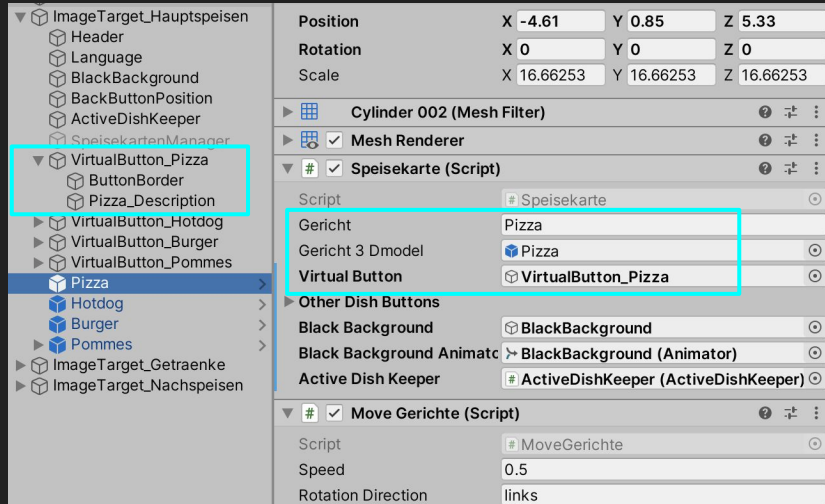 ImageTarget_Hauptspeisen
Header
Language
BlackBackground
BackButtonPosition
ActiveDishKeeper
SpeisekartenManager
VirtualButton_Pizza
ButtonBorder
Pizza_Description
VirtualButton_Hotdog
VirtualButton_Burger
VirtualButton_Pommes
Pizza
Hotdog
Burger
Pommes
ImageTarget_Getraenke
ImageTarget_Nachspeisen
Position X -4.61 Y 0.85 Z 5.33
Rotation X 0 Y 0 Z 0
Scale X 16.66253 Y 16.66253 Z 16.66253
Cylinder 002 (Mesh Filter)
Mesh Renderer
# Speisekarte (Script)
Script # Speisekarte
Gericht Pizza
Gericht 3 Dmodel Pizza
Virtual Button VirtualButton_Pizza
Other Dish Buttons
Black Background BlackBackground
Black Background Animatc BlackBackground (Animator)
Active Dish Keeper # ActiveDishKeeper (ActiveDishKeeper)
# Move Gerichte (Script)
Script # MoveGerichte
Speed 0.5
Rotation Direction links